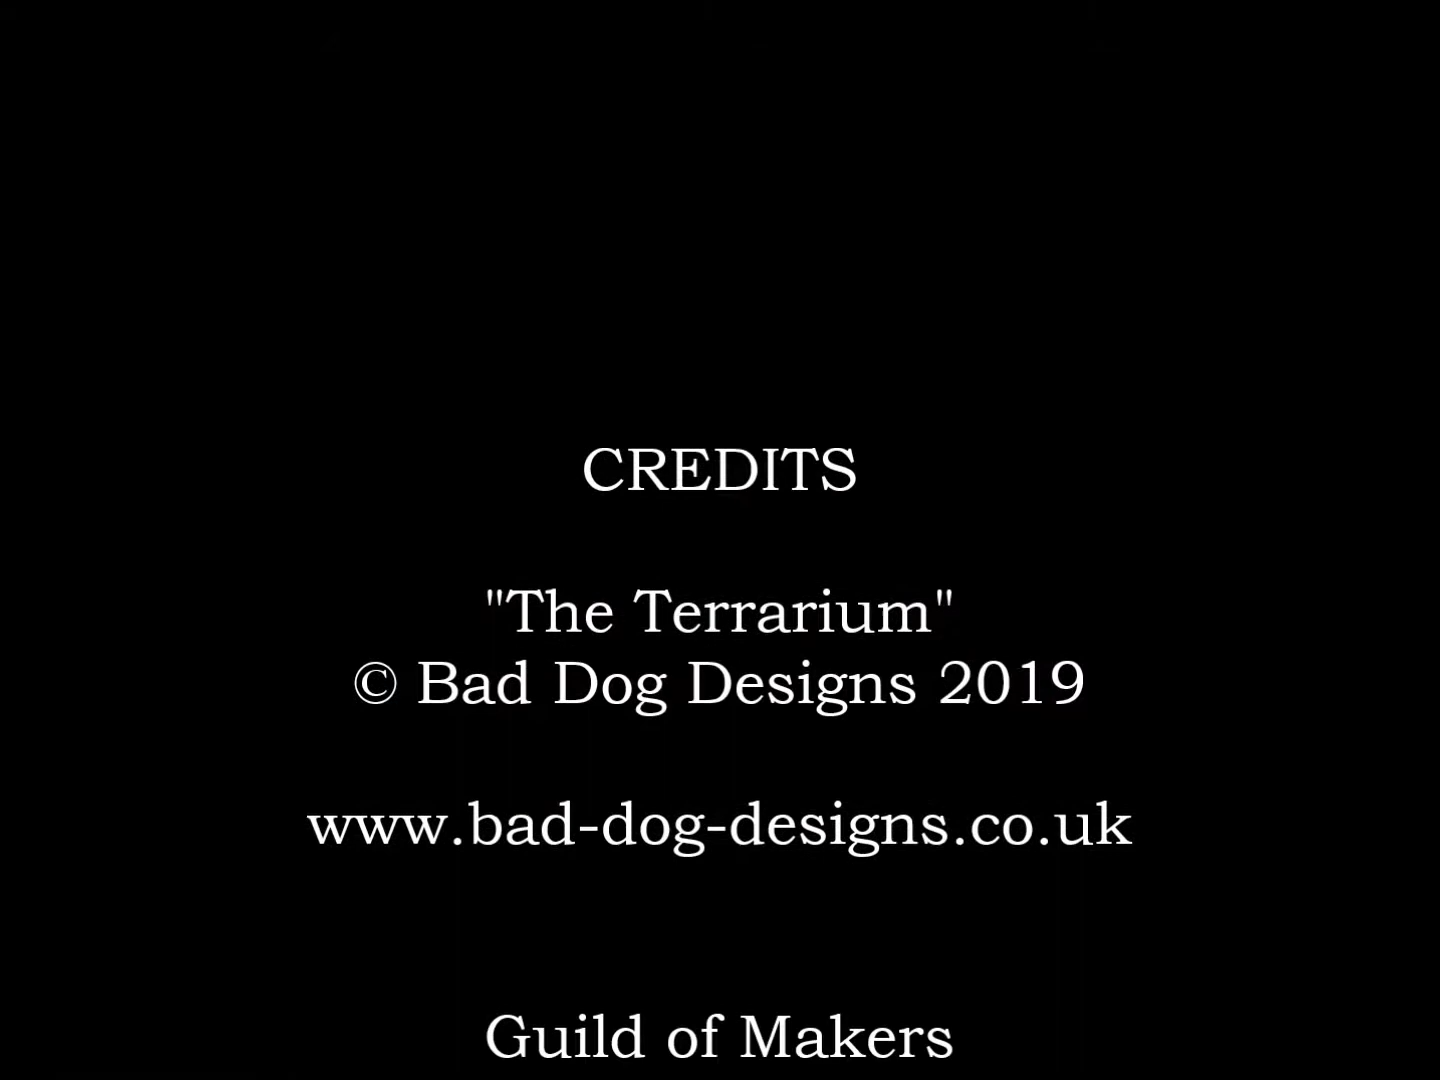 CREDITS
"The Terrarium"
© Bad Dog Designs 2019
www.bad-dog-designs.co.uk
Guild of Makers